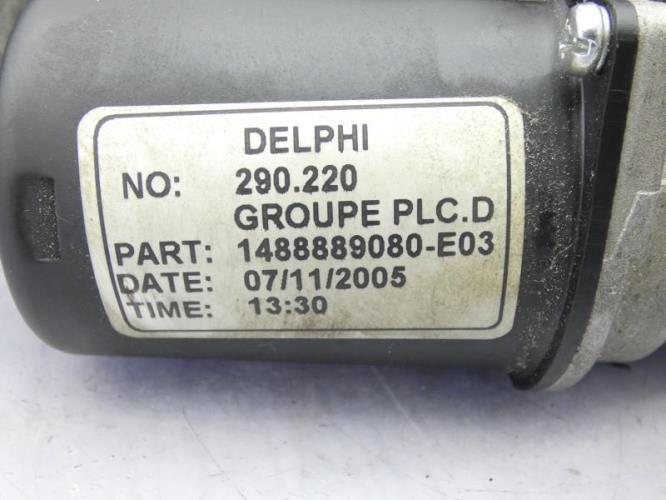 DELPHI
NO: 290.220
GROUPE PLC.D
PART: 1488889080-E03
DATE: 07/11/2005
TIME: 13:30